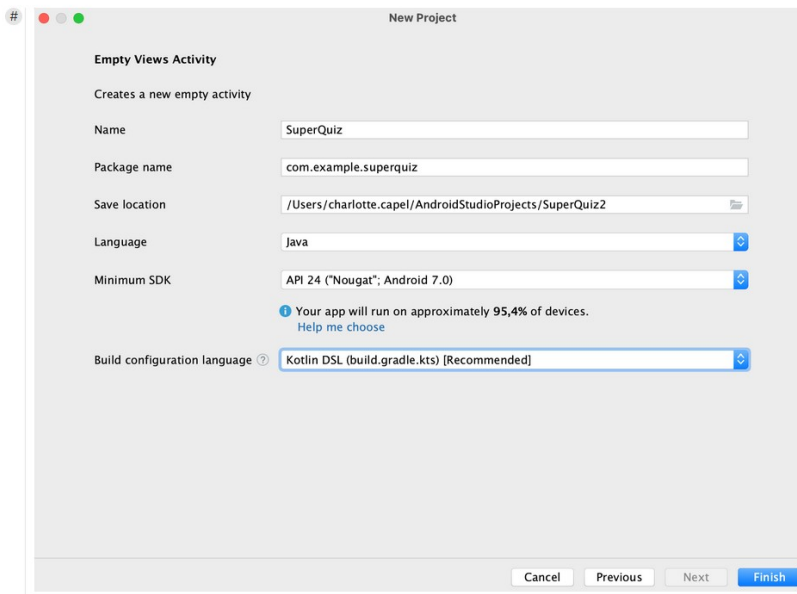 #
New Project
Empty Views Activity
Creates a new empty activity
Name SuperQuiz
Package name com.example.superquiz
Save location /Users/charlotte.capel/AndroidStudioProjects/SuperQuiz2
Language Java
Minimum SDK API 24 ("Nougat"; Android 7.0)
i Your app will run on approximately 95,4% of devices.
Help me choose
Build configuration language ? Kotlin DSL (build.gradle.kts) [Recommended]
Cancel Previous Next Finish